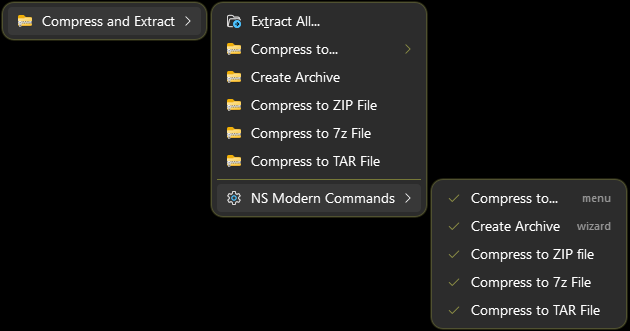 Compress and Extract
Extract All...
Compress to...
Create Archive
Compress to ZIP File
Compress to 7z File
Compress to TAR File
NS Modern Commands
Compress to... menu
Create Archive wizard
Compress to ZIP file
Compress to 7z File
Compress to TAR File